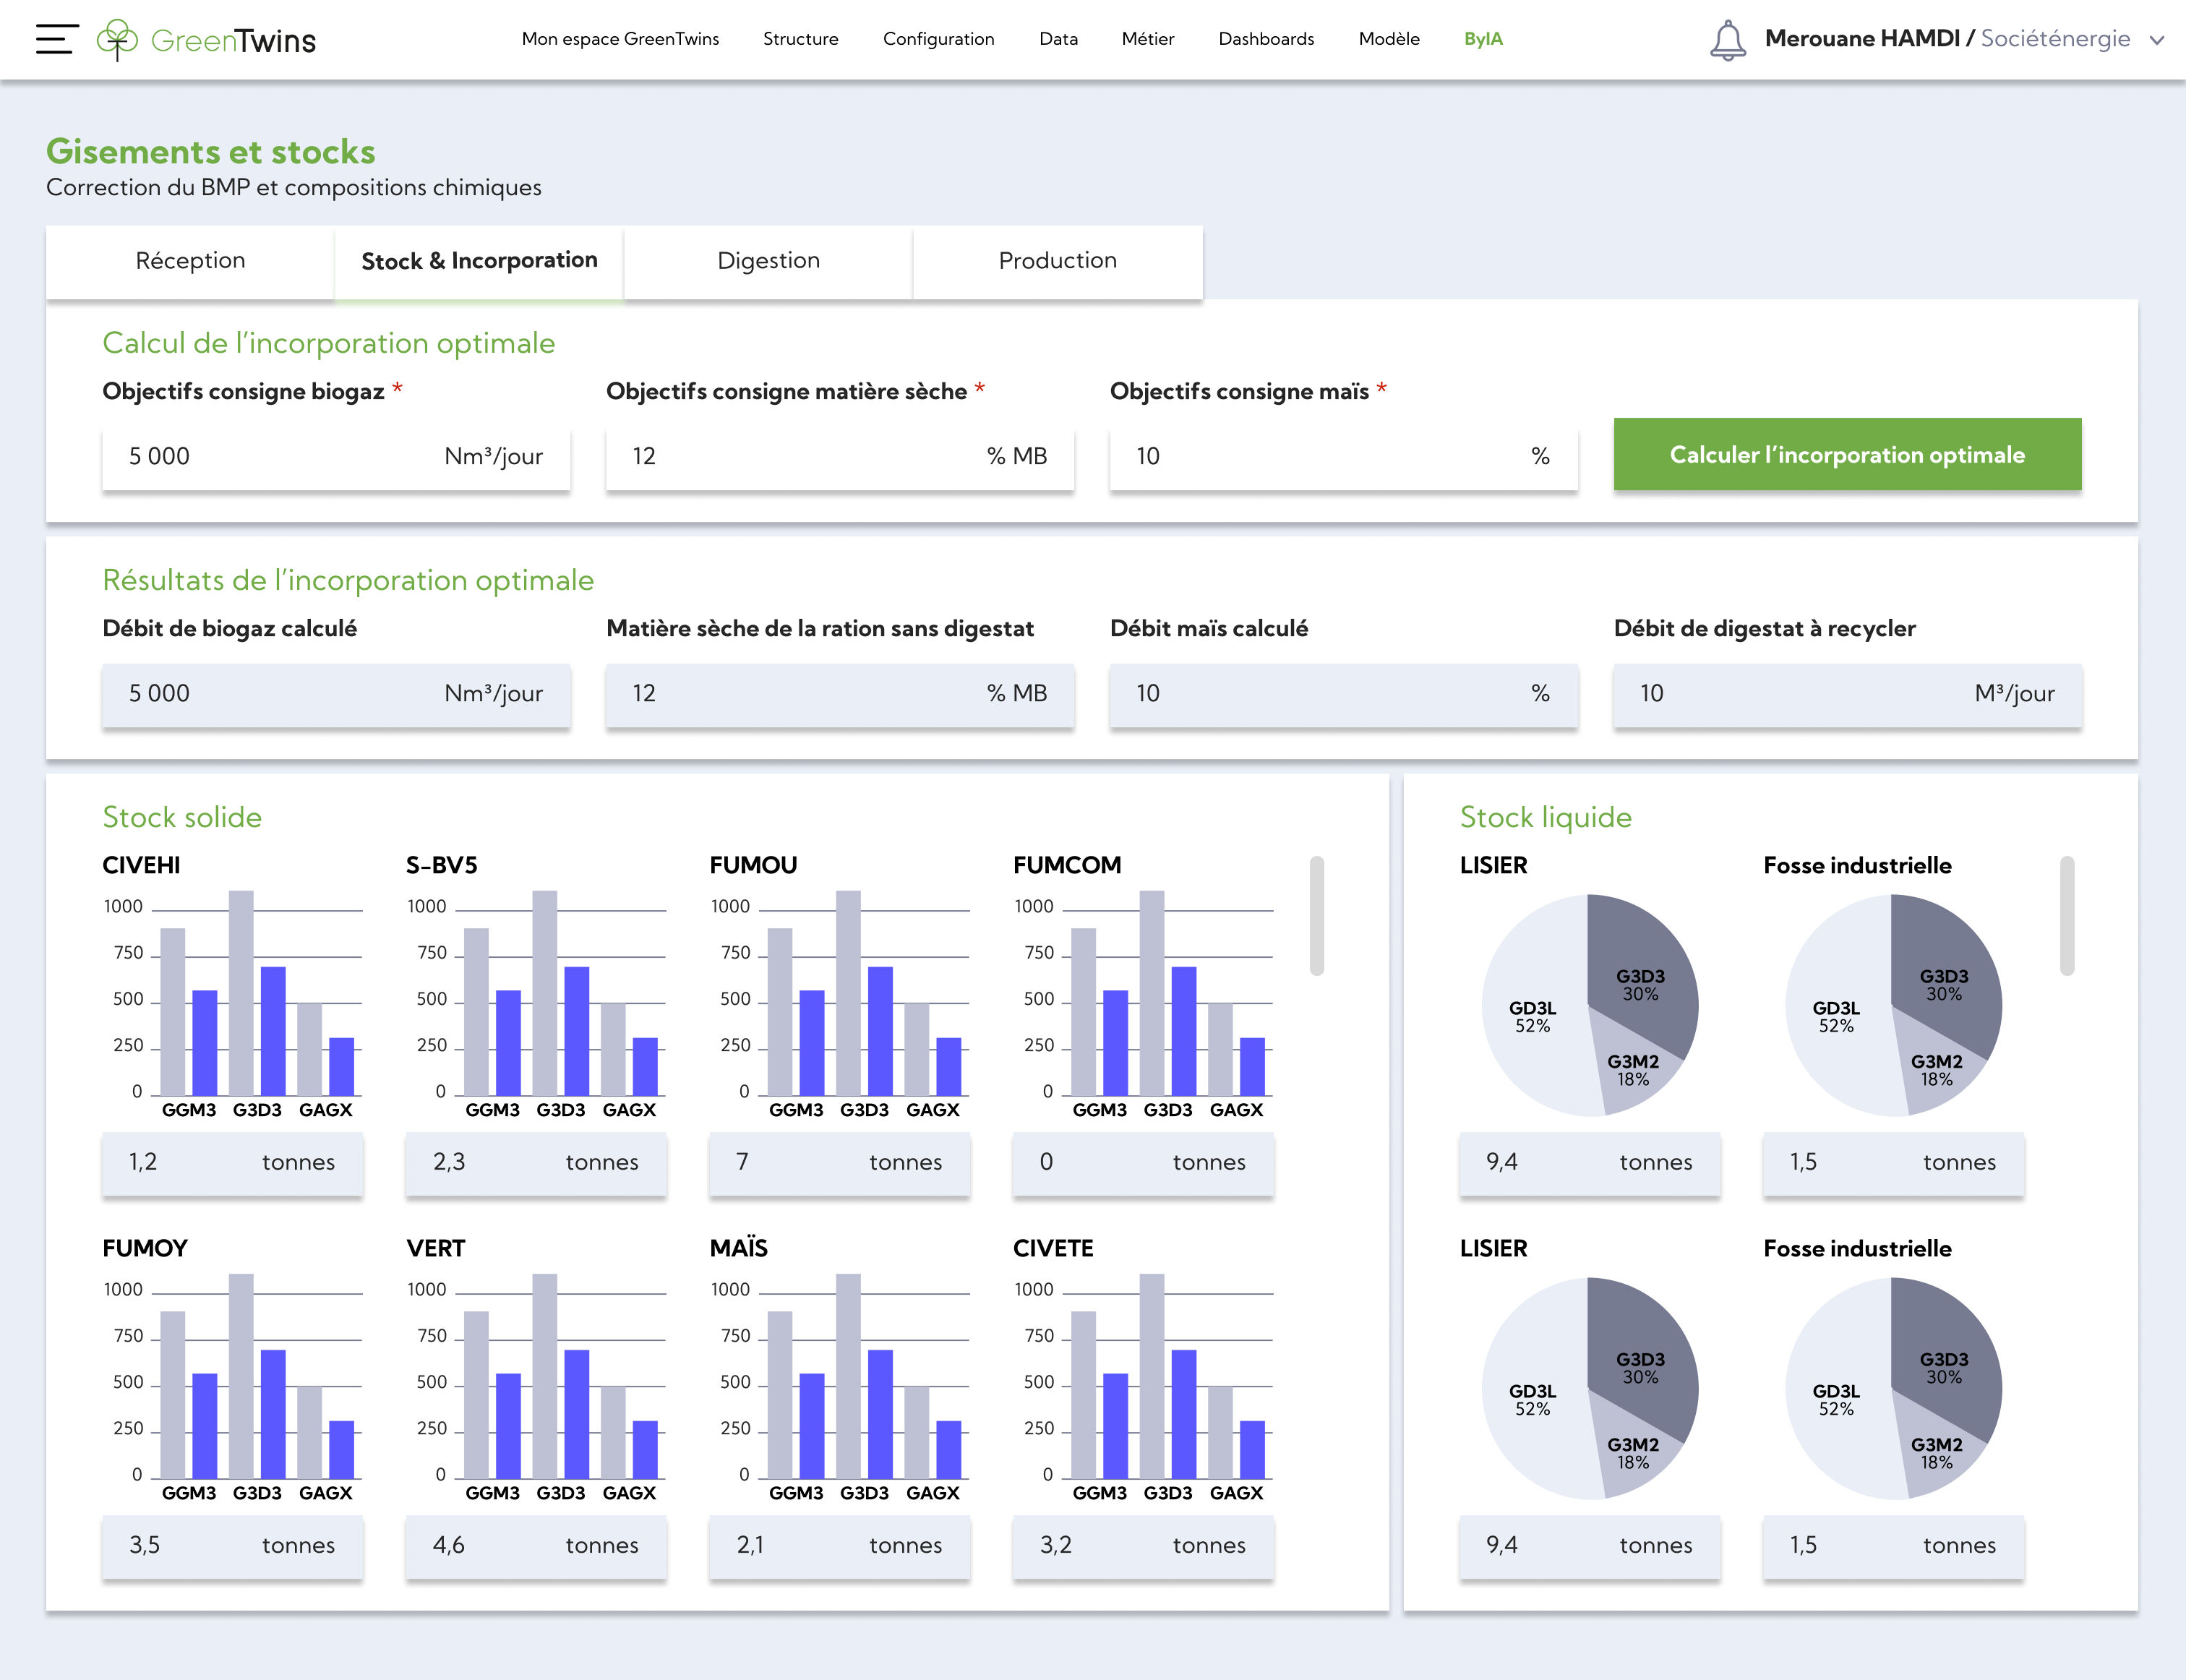 GreenTwins
Mon espace GreenTwins Structure Configuration Data Métier Dashboards Modèle ByIA
Merouane HAMDI / Sociéténergie
Gisements et stocks
Correction du BMP et compositions chimiques
Réception Stock & Incorporation Digestion Production
Calcul de l’incorporation optimale
Objectifs consigne biogaz * Objectifs consigne matière sèche * Objectifs consigne maïs *
5 000 Nm³/jour 12 % MB 10 % Calculer l’incorporation optimale
Résultats de l’incorporation optimale
Débit de biogaz calculé Matière sèche de la ration sans digestat Débit maïs calculé Débit de digestat à recycler
5 000 Nm³/jour 12 % MB 10 % 10 M³/jour
Stock solide
CIVEHI
1000
750
500
250
0
GGM3 G3D3 GAGX
1,2 tonnes
S-BV5
1000
750
500
250
0
GGM3 G3D3 GAGX
2,3 tonnes
FUMOU
1000
750
500
250
0
GGM3 G3D3 GAGX
7 tonnes
FUMCOM
1000
750
500
250
0
GGM3 G3D3 GAGX
0 tonnes
FUMOY
1000
750
500
250
0
GGM3 G3D3 GAGX
3,5 tonnes
VERT
1000
750
500
250
0
GGM3 G3D3 GAGX
4,6 tonnes
MAÏS
1000
750
500
250
0
GGM3 G3D3 GAGX
2,1 tonnes
CIVETE
1000
750
500
250
0
GGM3 G3D3 GAGX
3,2 tonnes
Stock liquide
LISIER
G3D3
30%
GD3L
52%
G3M2
18%
9,4 tonnes
Fosse industrielle
G3D3
30%
GD3L
52%
G3M2
18%
1,5 tonnes
LISIER
G3D3
30%
GD3L
52%
G3M2
18%
9,4 tonnes
Fosse industrielle
G3D3
30%
GD3L
52%
G3M2
18%
1,5 tonnes